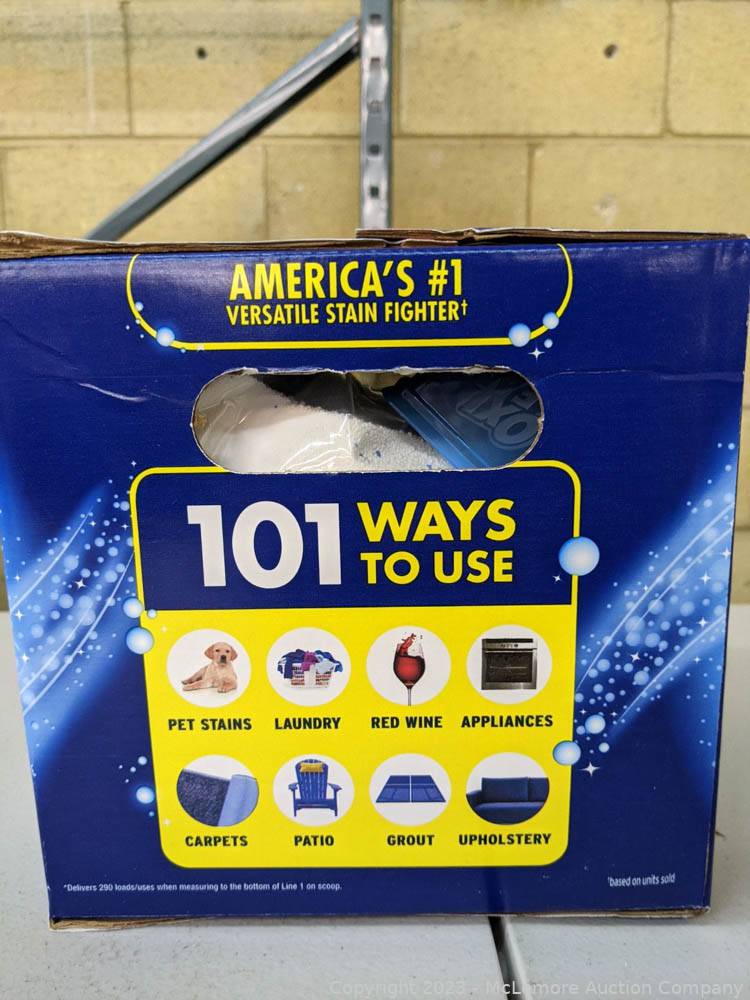 AMERICA'S #1
VERSATILE STAIN FIGHTER†
OXI
101 WAYS
TO USE
PET STAINS LAUNDRY RED WINE APPLIANCES
CARPETS PATIO GROUT UPHOLSTERY
*Delivers 290 loads/uses when measuring to the bottom of Line 1 on scoop.
†based on units sold
Copyright 2023 - McLemore Auction Company